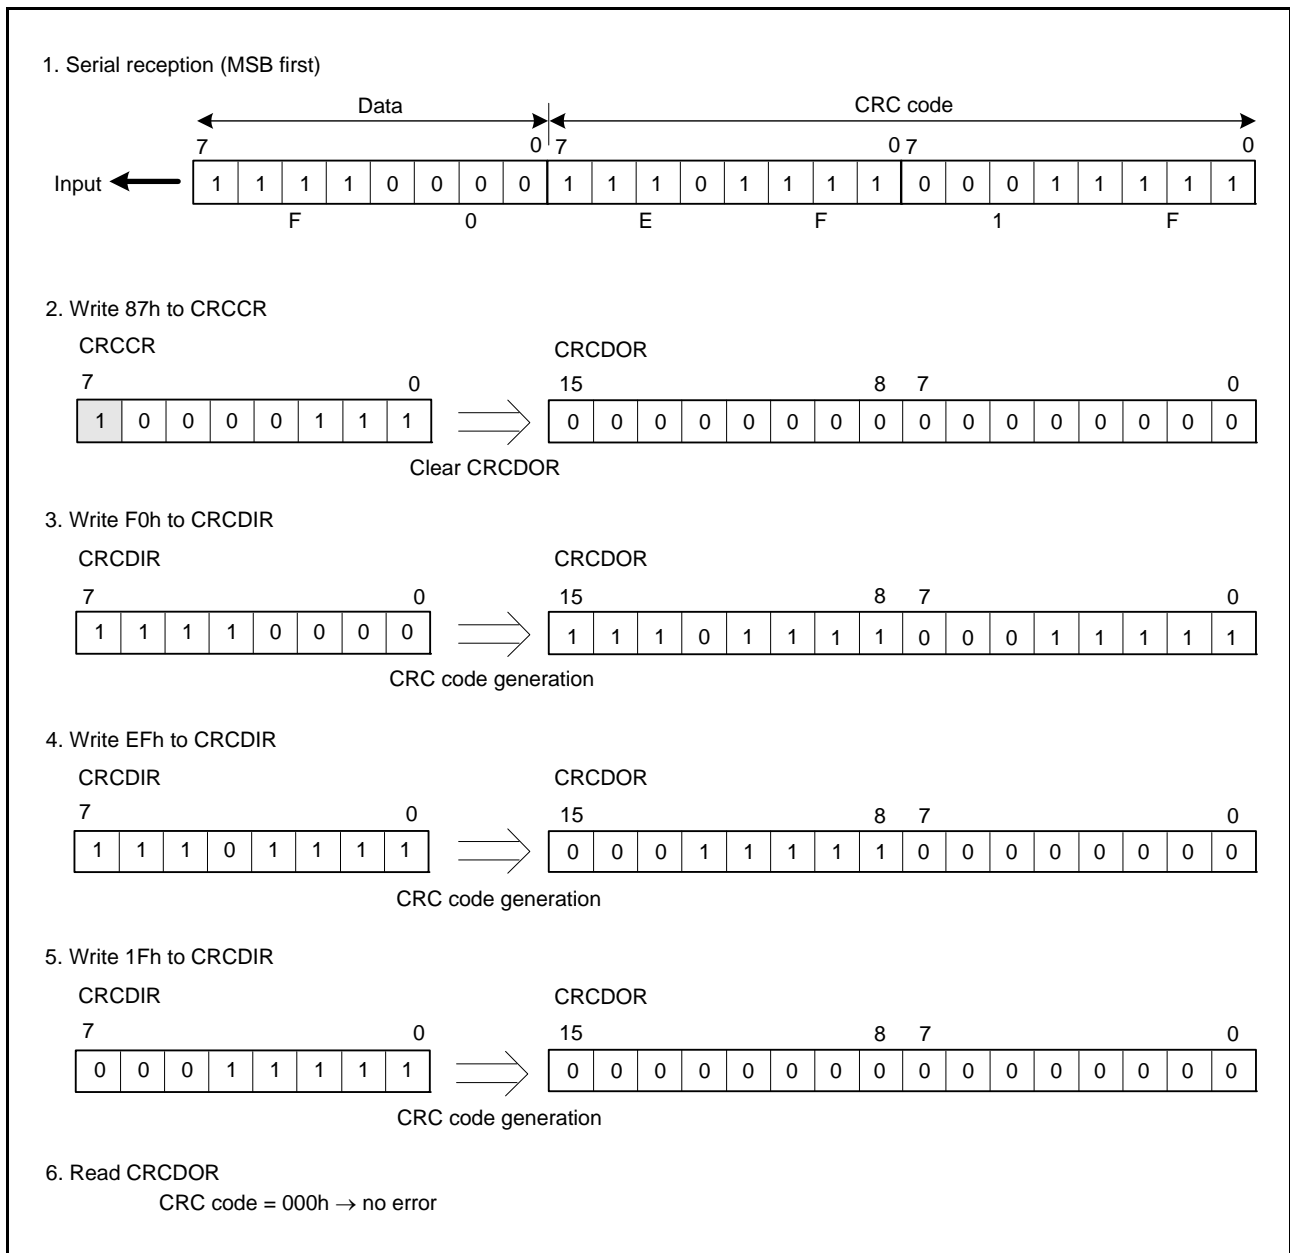 1. Serial reception (MSB first)
Data CRC code
7 0 7 0 7 0
Input 1 1 1 1 0 0 0 0 1 1 1 0 1 1 1 1 0 0 0 1 1 1 1 1
F 0 E F 1 F
2. Write 87h to CRCCR
CRCCR CRCDOR
7 0 15 8 7 0
1 0 0 0 0 1 1 1 0 0 0 0 0 0 0 0 0 0 0 0 0 0 0 0
Clear CRCDOR
3. Write F0h to CRCDIR
CRCDIR CRCDOR
7 0 15 8 7 0
1 1 1 1 0 0 0 0 1 1 1 0 1 1 1 1 0 0 0 1 1 1 1 1
CRC code generation
4. Write EFh to CRCDIR
CRCDIR CRCDOR
7 0 15 8 7 0
1 1 1 0 1 1 1 1 0 0 0 1 1 1 1 1 0 0 0 0 0 0 0 0
CRC code generation
5. Write 1Fh to CRCDIR
CRCDIR CRCDOR
7 0 15 8 7 0
0 0 0 1 1 1 1 1 0 0 0 0 0 0 0 0 0 0 0 0 0 0 0 0
CRC code generation
6. Read CRCDOR
CRC code = 000h → no error